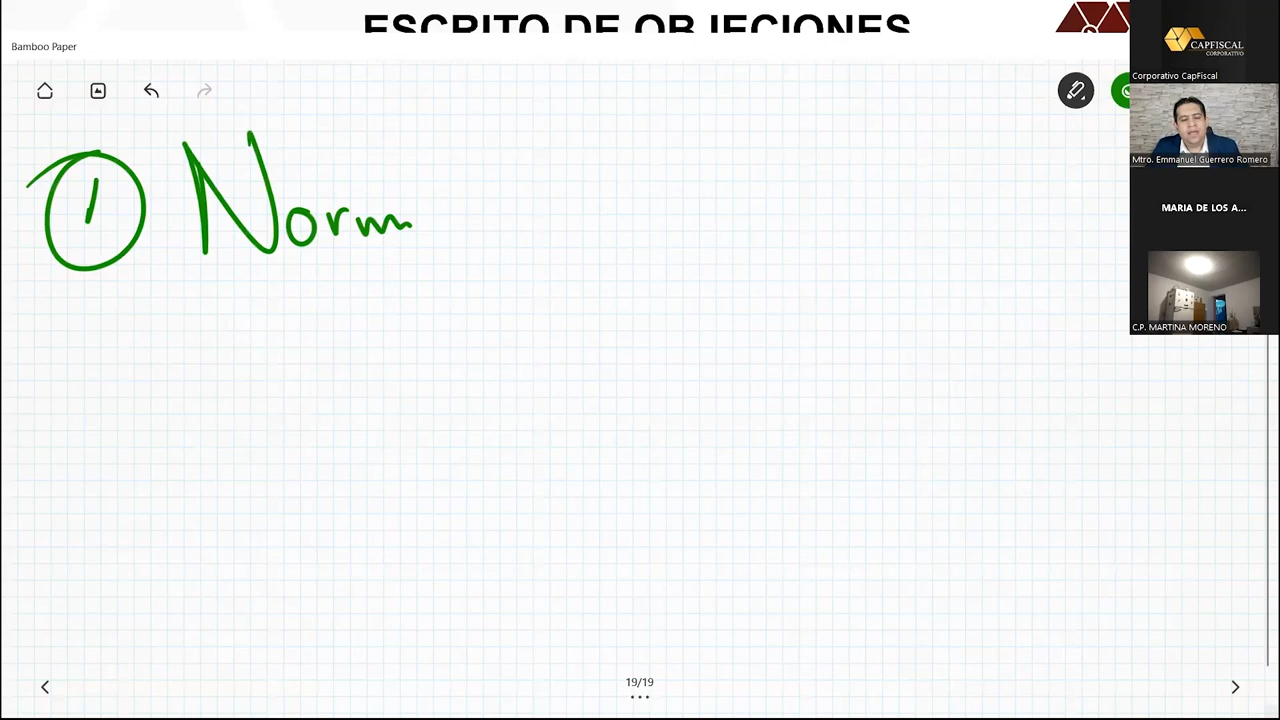 ESCRITO DE OBJECIONES
Bamboo Paper
① Norm
19/19
CAPFISCAL
CORPORATIVO
Corporativo CapFiscal
Mtro. Emmanuel Guerrero Romero
MARIA DE LOS A...
C.P. MARTINA MORENO